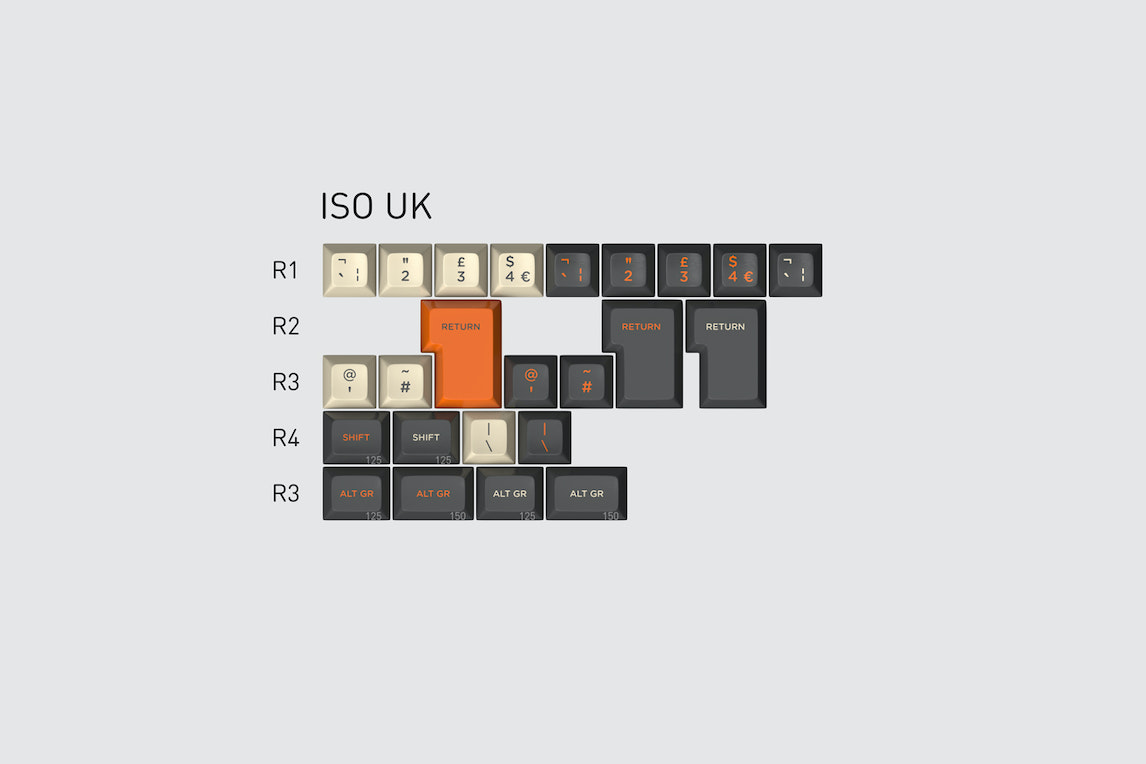 ISO UK
R1 ¬ ` ¦ " 2 £ 3 $ 4 € ¬ ` ¦ " 2 £ 3 $ 4 € ¬ ` ¦
R2 RETURN RETURN RETURN
R3 @ ' ~ # @ ' ~ #
R4 SHIFT 125 SHIFT 125 | \ | \
R3 ALT GR 125 ALT GR 150 ALT GR 125 ALT GR 150